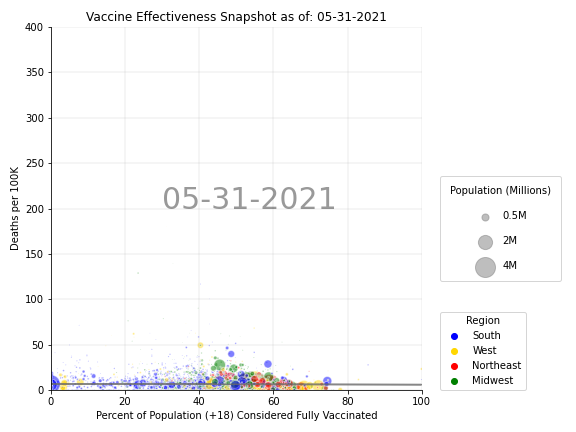 Vaccine Effectiveness Snapshot as of: 05-31-2021
400
350
300
250
200
150
100
50
0
Deaths per 100K
05-31-2021
0 20 40 60 80 100
Percent of Population (+18) Considered Fully Vaccinated
Population (Millions)
0.5M
2M
4M
Region
South
West
Northeast
Midwest